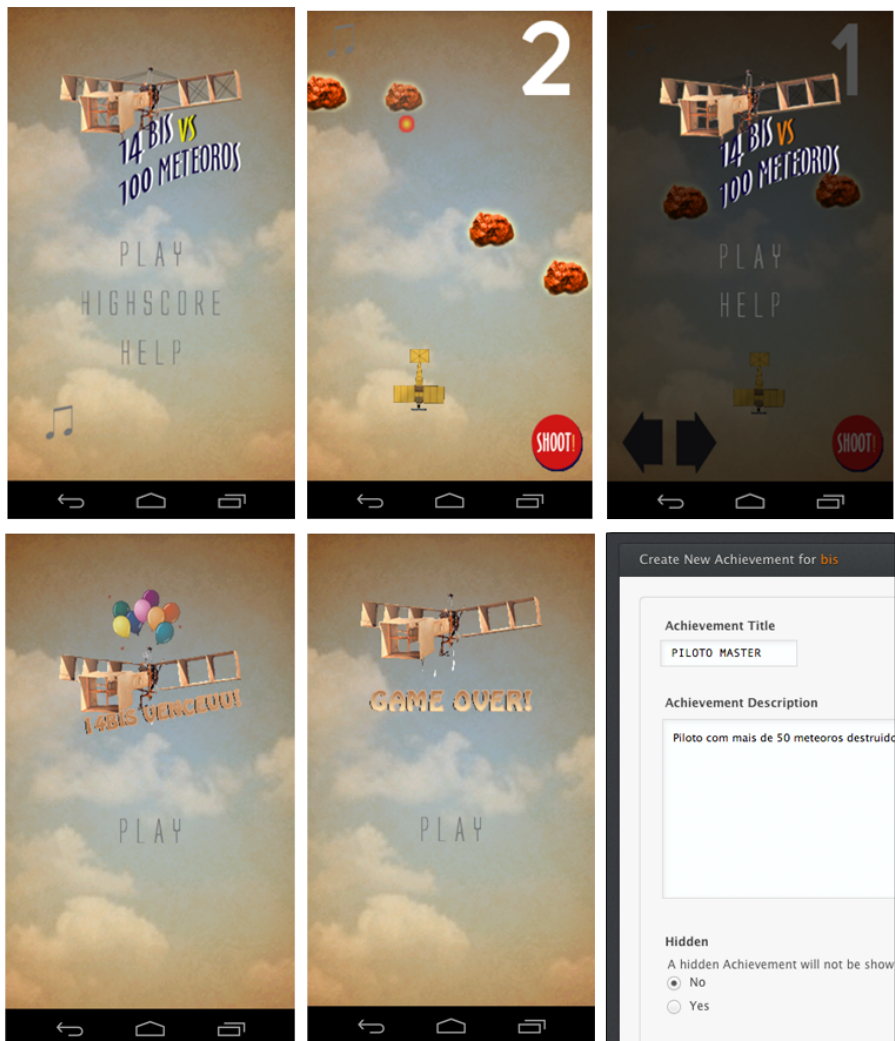 14 BIS VS
100 METEOROS
PLAY
HIGHSCORE
HELP
2
SHOOT!
1
14 BIS VS
100 METEOROS
PLAY
HELP
SHOOT!
14BIS VENCEUU!
PLAY
GAME OVER!
PLAY
Create New Achievement for bis
Achievement Title
PILOTO MASTER
Achievement Description
Piloto com mais de 50 meteoros destruido
Hidden
A hidden Achievement will not be show
No
Yes